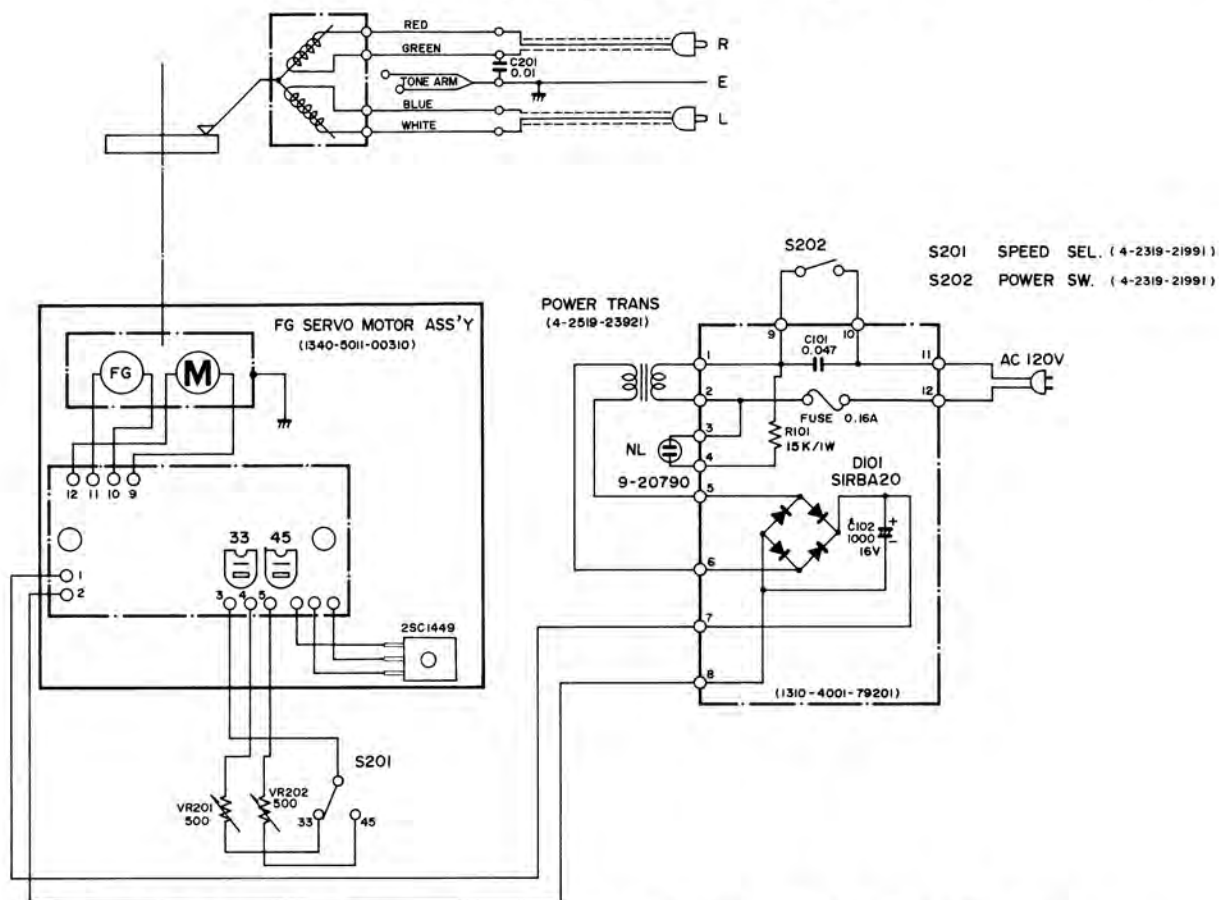 RED
GREEN
C201
0.01
TONE ARM
BLUE
WHITE
R
E
L
S201 SPEED SEL. (4-2319-21991)
S202 POWER SW. (4-2319-21991)
S202
POWER TRANS
(4-2519-23921)
9
10
C101
0.047
1
11
AC 120V
2
12
FUSE 0.16A
3
R101
15K/1W
NL
4
9-20790
D101
SIRBA20
5
C102
1000
16V
+
-
6
7
8
(1310-4001-79201)
FG SERVO MOTOR ASS'Y
(1340-5011-00310)
FG
M
12
11
10
9
33
45
1
2
3
4
5
2SC1449
S201
VR201
500
VR202
500
33
45